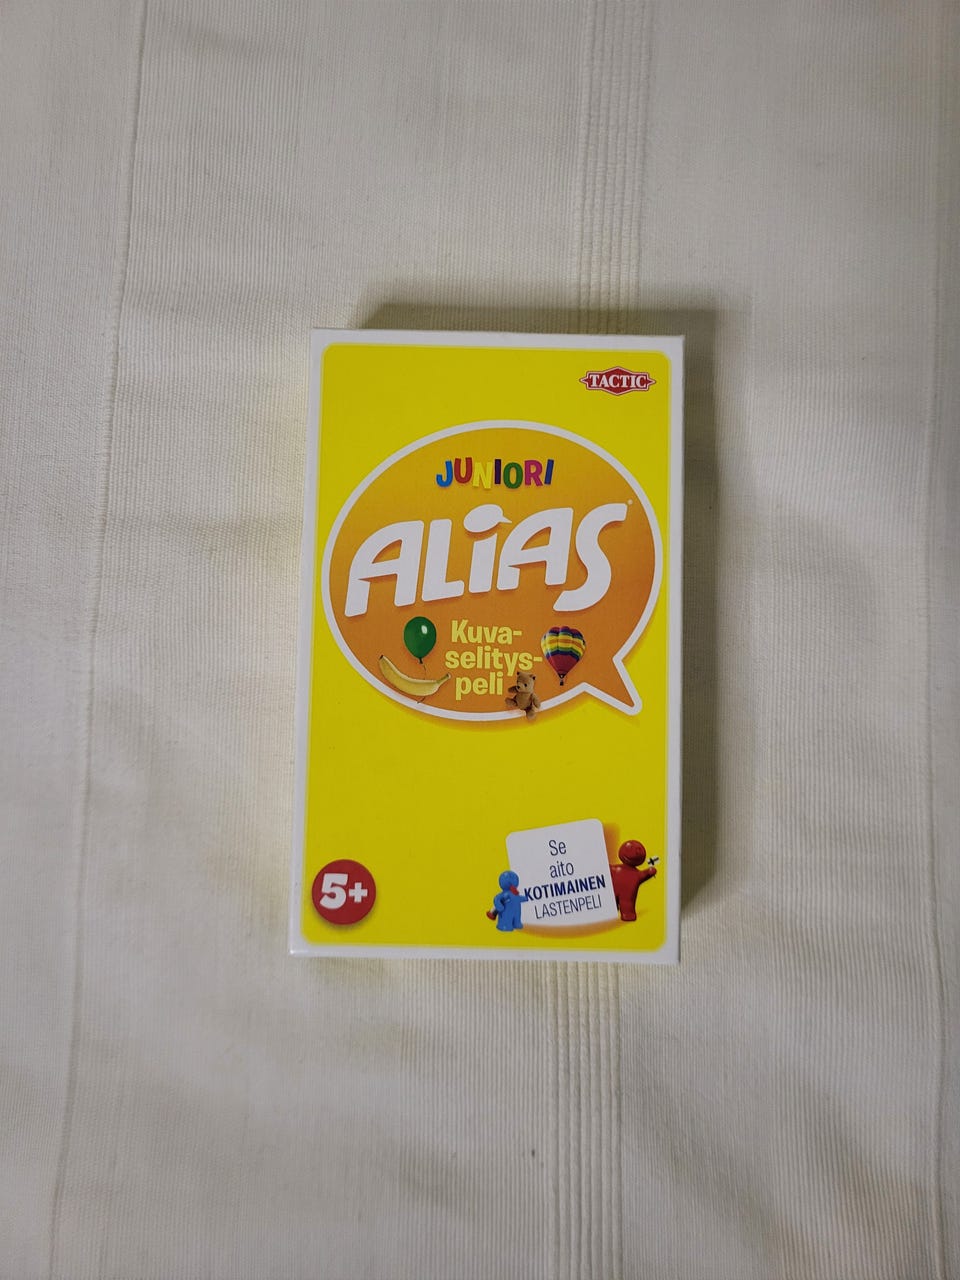 TACTIC
JUNIORI
ALiAS
Kuva-
selitys-
peli
Se
aito
KOTIMAINEN
LASTENPELI
5+